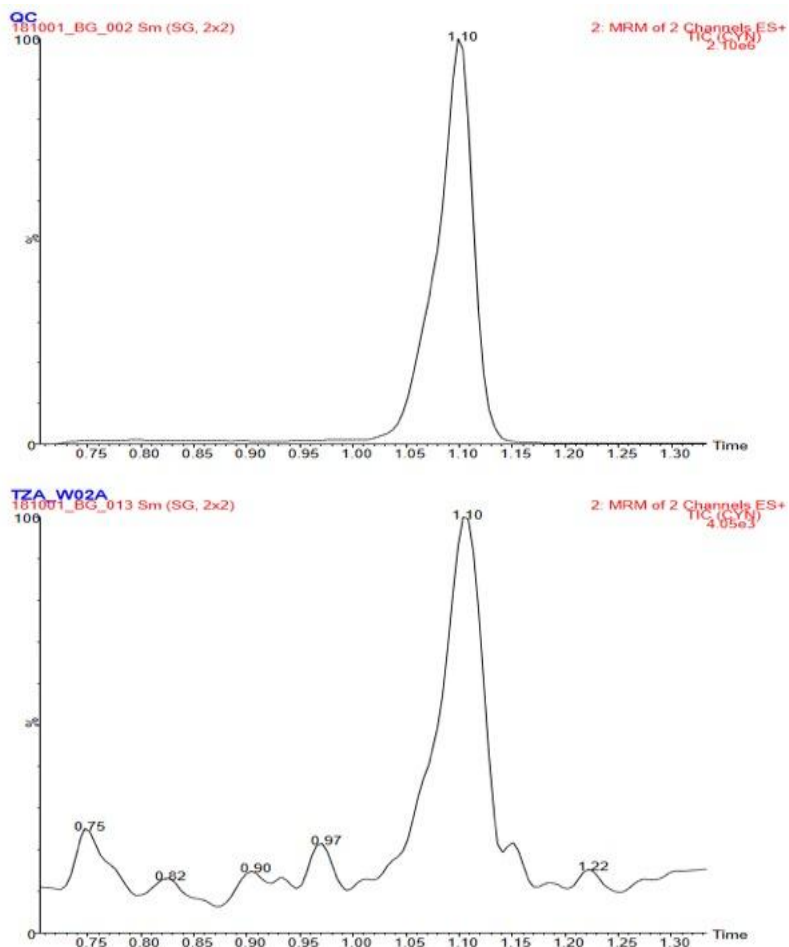 QC
181001_BG_002 Sm (SG, 2x2)
2: MRM of 2 Channels ES+
TIC (CYN)
2.10e6
100
1.10
%
0
0.75 0.80 0.85 0.90 0.95 1.00 1.05 1.10 1.15 1.20 1.25 1.30 Time
TZA_W02A
181001_BG_013 Sm (SG, 2x2)
2: MRM of 2 Channels ES+
TIC (CYN)
4.05e3
100
1.10
%
0.75
0.82
0.90
0.97
1.22
0
0.75 0.80 0.85 0.90 0.95 1.00 1.05 1.10 1.15 1.20 1.25 1.30 Time